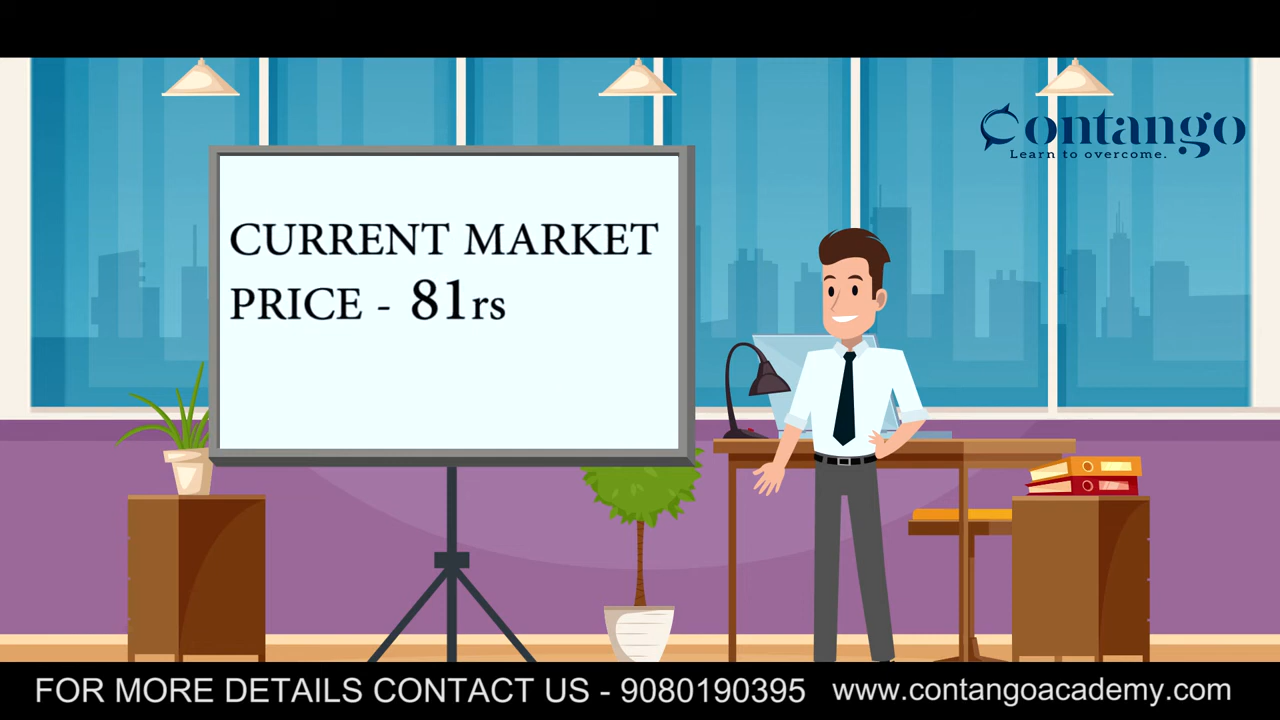 Contango
Learn to overcome.
CURRENT MARKET
PRICE - 81rs
FOR MORE DETAILS CONTACT US - 9080190395 www.contangoacademy.com